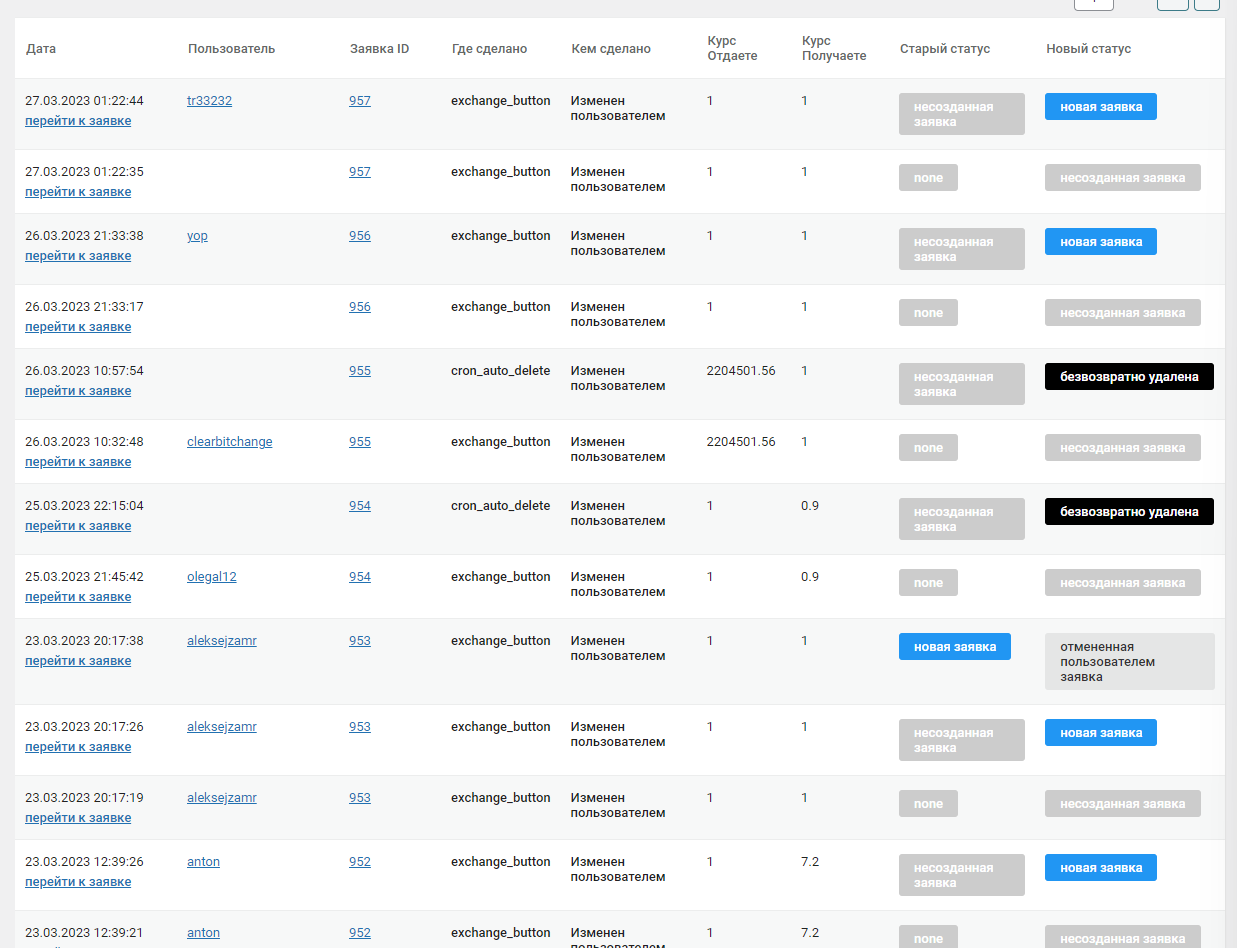 Дата Пользователь Заявка ID Где сделано Кем сделано Курс Отдаете Курс Получаете Старый статус Новый статус
27.03.2023 01:22:44 tr33232 957 exchange_button Изменен 1 1 несозданная новая заявка
перейти к заявке пользователем заявка
27.03.2023 01:22:35 957 exchange_button Изменен 1 1 none несозданная заявка
перейти к заявке пользователем
26.03.2023 21:33:38 yop 956 exchange_button Изменен 1 1 несозданная новая заявка
перейти к заявке пользователем заявка
26.03.2023 21:33:17 956 exchange_button Изменен 1 1 none несозданная заявка
перейти к заявке пользователем
26.03.2023 10:57:54 955 cron_auto_delete Изменен 2204501.56 1 несозданная безвозвратно удалена
перейти к заявке пользователем заявка
26.03.2023 10:32:48 clearbitchange 955 exchange_button Изменен 2204501.56 1 none несозданная заявка
перейти к заявке пользователем
25.03.2023 22:15:04 954 cron_auto_delete Изменен 1 0.9 несозданная безвозвратно удалена
перейти к заявке пользователем заявка
25.03.2023 21:45:42 olegal12 954 exchange_button Изменен 1 0.9 none несозданная заявка
перейти к заявке пользователем
23.03.2023 20:17:38 aleksejzamr 953 exchange_button Изменен 1 1 новая заявка отмененная
перейти к заявке пользователем пользователем
заявка
23.03.2023 20:17:26 aleksejzamr 953 exchange_button Изменен 1 1 несозданная новая заявка
перейти к заявке пользователем заявка
23.03.2023 20:17:19 aleksejzamr 953 exchange_button Изменен 1 1 none несозданная заявка
перейти к заявке пользователем
23.03.2023 12:39:26 anton 952 exchange_button Изменен 1 7.2 несозданная новая заявка
перейти к заявке пользователем заявка
23.03.2023 12:39:21 anton 952 exchange_button Изменен 1 7.2 none несозданная заявка